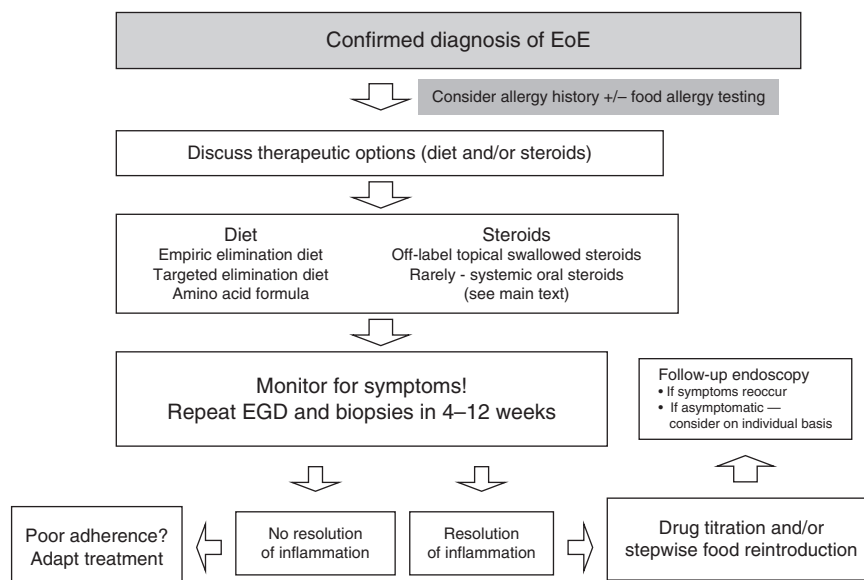 Confirmed diagnosis of EoE
Consider allergy history +/– food allergy testing
Discuss therapeutic options (diet and/or steroids)
Diet
Empiric elimination diet
Targeted elimination diet
Amino acid formula
Steroids
Off-label topical swallowed steroids
Rarely - systemic oral steroids
(see main text)
Monitor for symptoms!
Repeat EGD and biopsies in 4–12 weeks
Follow-up endoscopy
• If symptoms reoccur
• If asymptomatic —
consider on individual basis
Poor adherence?
Adapt treatment
No resolution
of inflammation
Resolution
of inflammation
Drug titration and/or
stepwise food reintroduction